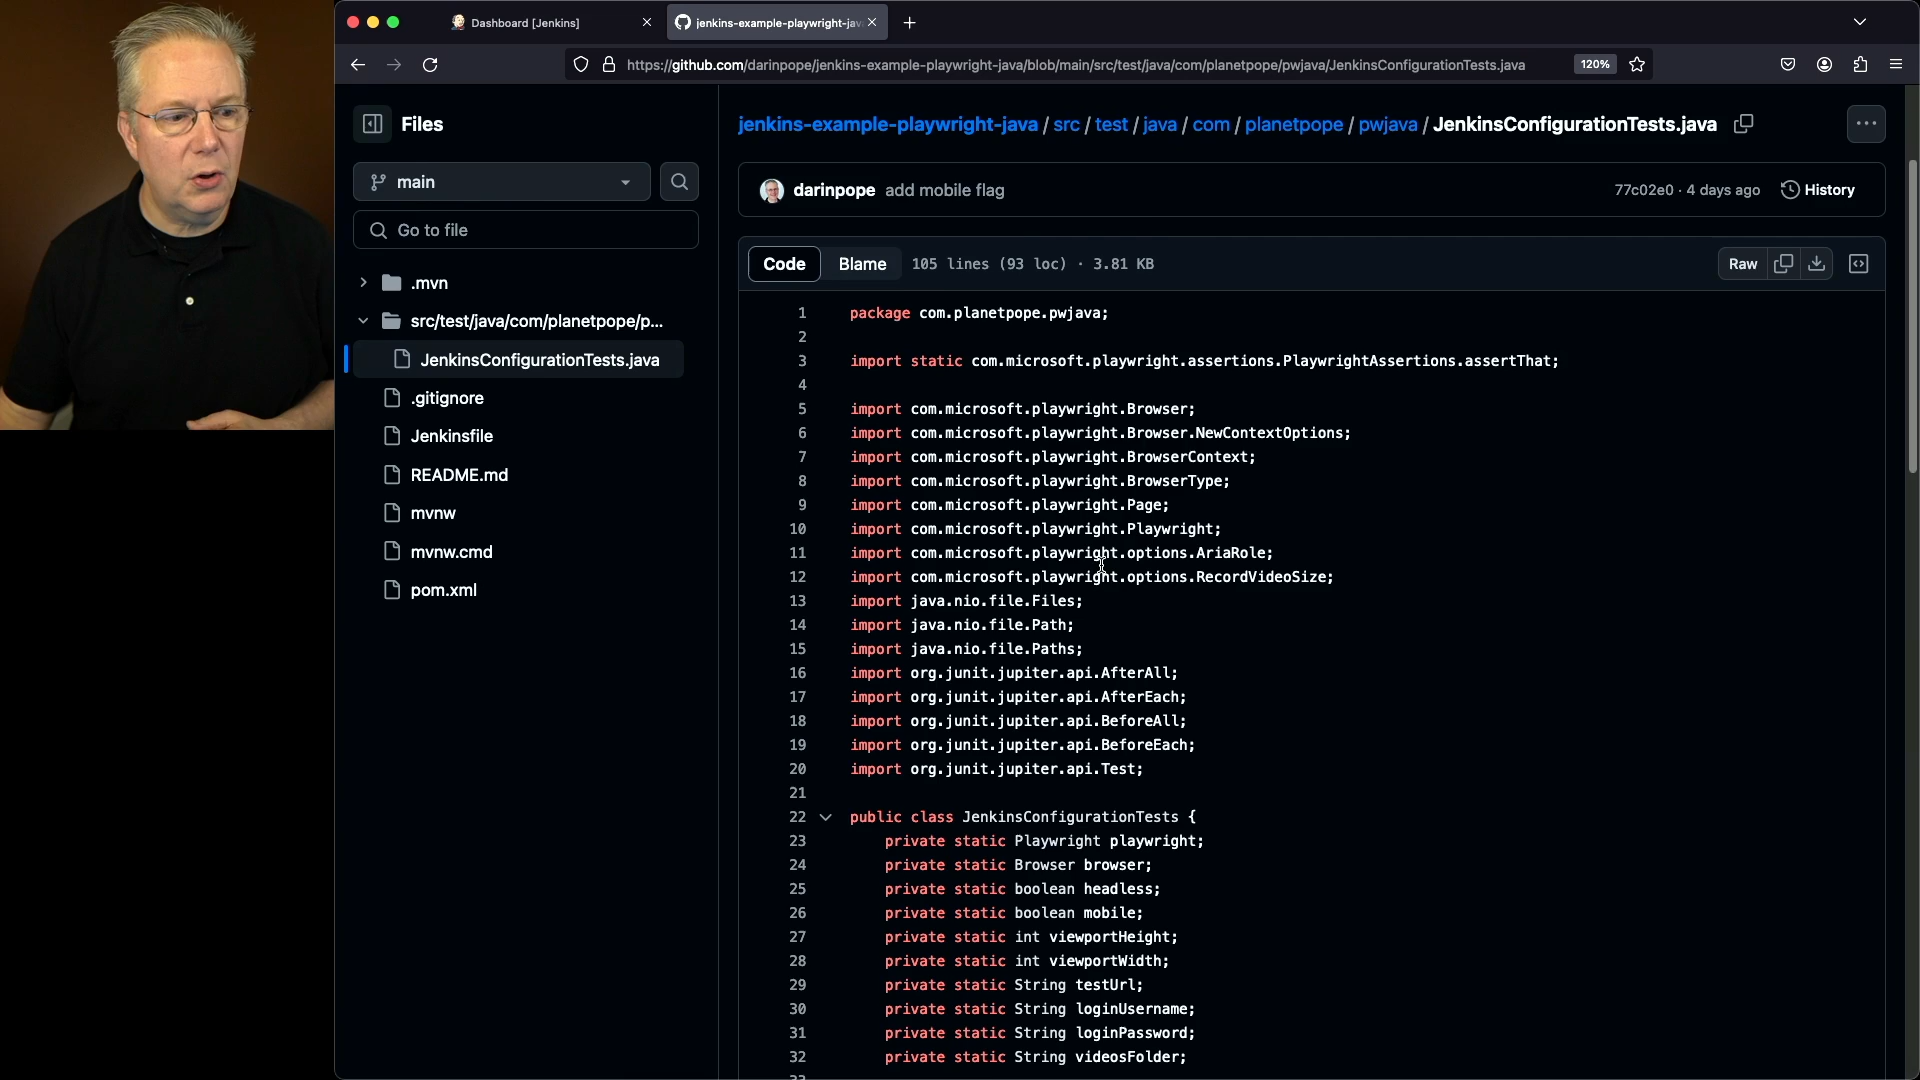 Dashboard [Jenkins]
jenkins-example-playwright-jav
https://github.com/darinpope/jenkins-example-playwright-java/blob/main/src/test/java/com/planetpope/pwjava/JenkinsConfigurationTests.java
120%
Files
main
Go to file
.mvn
src/test/java/com/planetpope/p...
JenkinsConfigurationTests.java
.gitignore
Jenkinsfile
README.md
mvnw
mvnw.cmd
pom.xml
jenkins-example-playwright-java / src / test / java / com / planetpope / pwjava / JenkinsConfigurationTests.java
darinpope add mobile flag
77c02e0 · 4 days ago
History
Code
Blame
105 lines (93 loc) · 3.81 KB
Raw
1 package com.planetpope.pwjava;
2
3 import static com.microsoft.playwright.assertions.PlaywrightAssertions.assertThat;
4
5 import com.microsoft.playwright.Browser;
6 import com.microsoft.playwright.Browser.NewContextOptions;
7 import com.microsoft.playwright.BrowserContext;
8 import com.microsoft.playwright.BrowserType;
9 import com.microsoft.playwright.Page;
10 import com.microsoft.playwright.Playwright;
11 import com.microsoft.playwright.options.AriaRole;
12 import com.microsoft.playwright.options.RecordVideoSize;
13 import java.nio.file.Files;
14 import java.nio.file.Path;
15 import java.nio.file.Paths;
16 import org.junit.jupiter.api.AfterAll;
17 import org.junit.jupiter.api.AfterEach;
18 import org.junit.jupiter.api.BeforeAll;
19 import org.junit.jupiter.api.BeforeEach;
20 import org.junit.jupiter.api.Test;
21
22 public class JenkinsConfigurationTests {
23 private static Playwright playwright;
24 private static Browser browser;
25 private static boolean headless;
26 private static boolean mobile;
27 private static int viewportHeight;
28 private static int viewportWidth;
29 private static String testUrl;
30 private static String loginUsername;
31 private static String loginPassword;
32 private static String videosFolder;